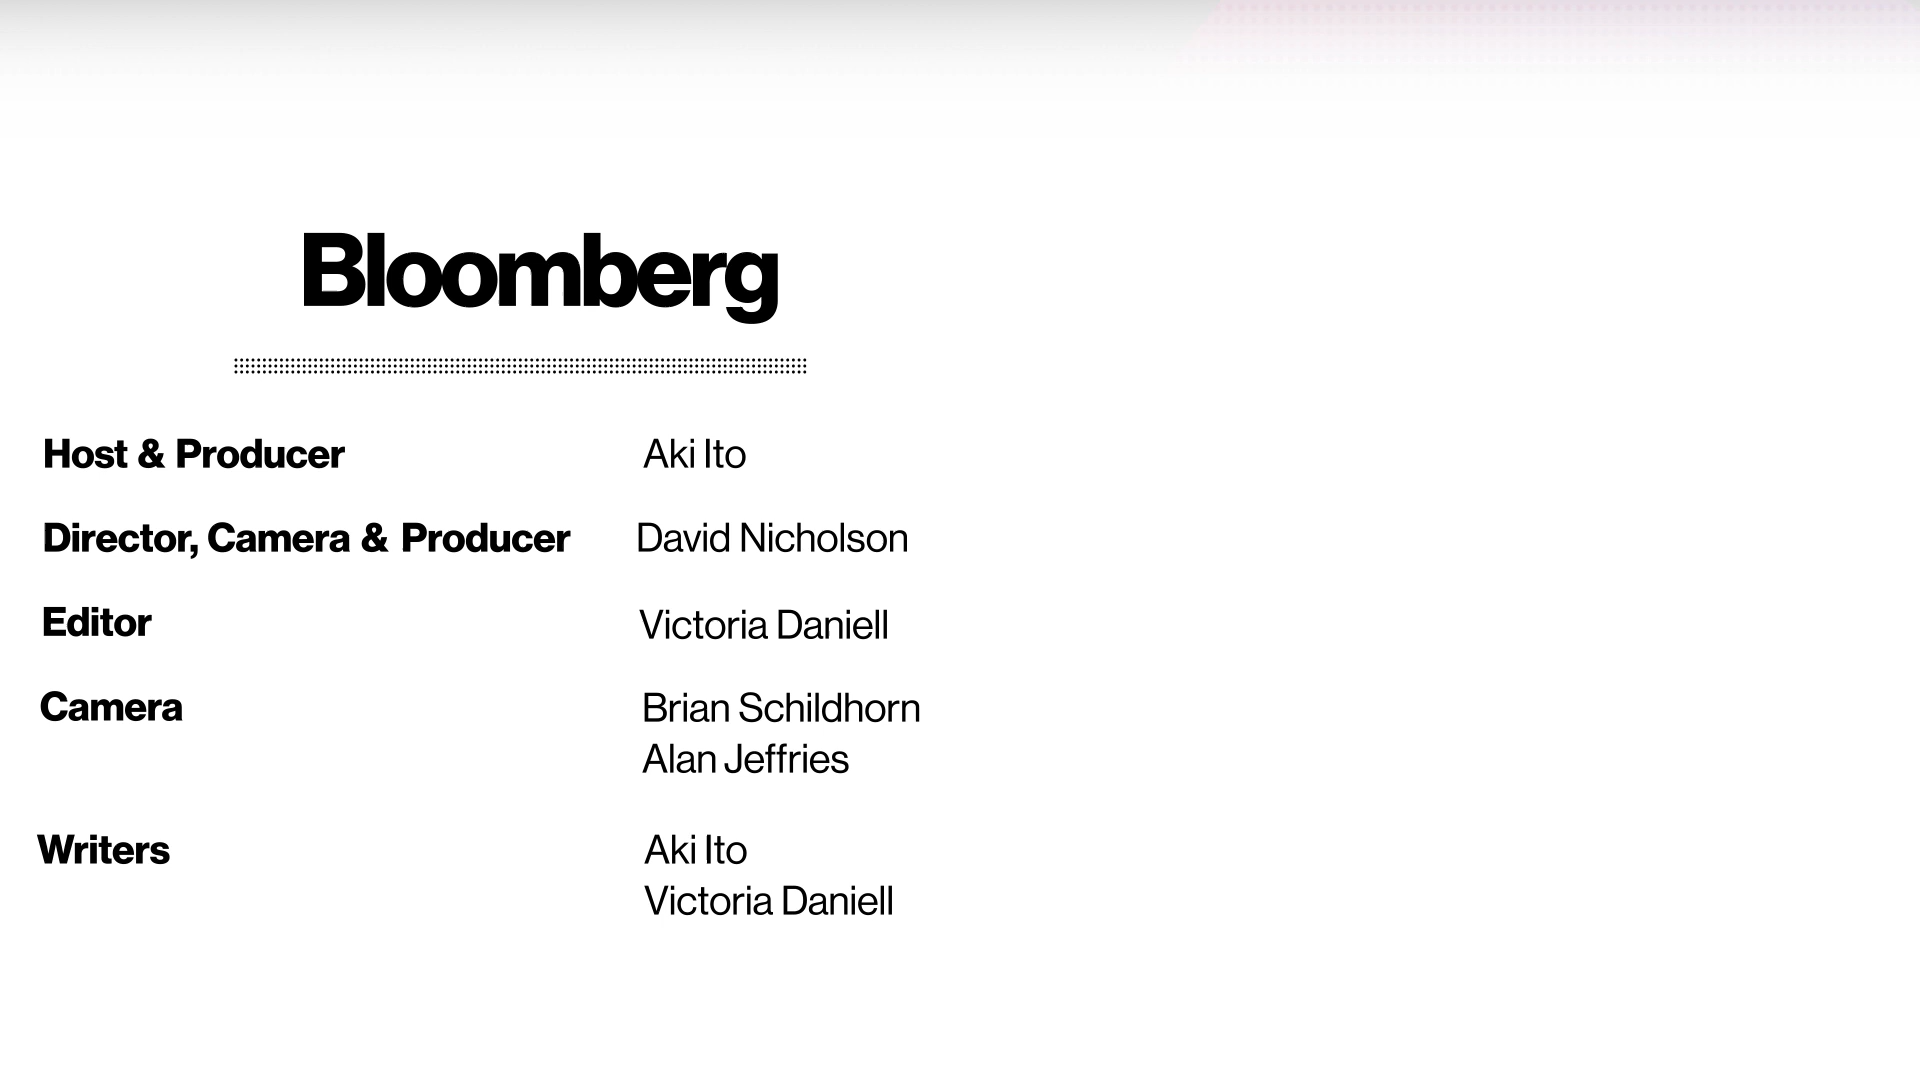 Bloomberg
Host & Producer Aki Ito
Director, Camera & Producer David Nicholson
Editor Victoria Daniell
Camera Brian Schildhorn
Alan Jeffries
Writers Aki Ito
Victoria Daniell